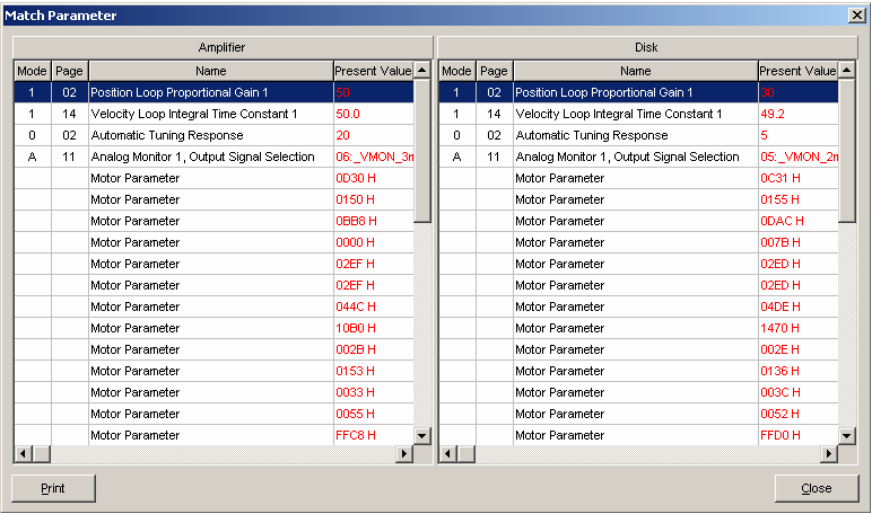 Match Parameter
Amplifier Disk
Mode Page Name Present Value Mode Page Name Present Value
1 02 Position Loop Proportional Gain 1 50 1 02 Position Loop Proportional Gain 1 30
1 14 Velocity Loop Integral Time Constant 1 50.0 1 14 Velocity Loop Integral Time Constant 1 49.2
0 02 Automatic Tuning Response 20 0 02 Automatic Tuning Response 5
A 11 Analog Monitor 1, Output Signal Selection 06:_VMON_3m A 11 Analog Monitor 1, Output Signal Selection 05:_VMON_2m
Motor Parameter 0D30 H Motor Parameter 0C31 H
Motor Parameter 0150 H Motor Parameter 0155 H
Motor Parameter 0BB8 H Motor Parameter 0DAC H
Motor Parameter 0000 H Motor Parameter 007B H
Motor Parameter 02EF H Motor Parameter 02ED H
Motor Parameter 02EF H Motor Parameter 02ED H
Motor Parameter 044C H Motor Parameter 04DE H
Motor Parameter 10B0 H Motor Parameter 1470 H
Motor Parameter 002B H Motor Parameter 002E H
Motor Parameter 0153 H Motor Parameter 0136 H
Motor Parameter 0033 H Motor Parameter 003C H
Motor Parameter 0055 H Motor Parameter 0052 H
Motor Parameter FFC8 H Motor Parameter FFD0 H
Print Close